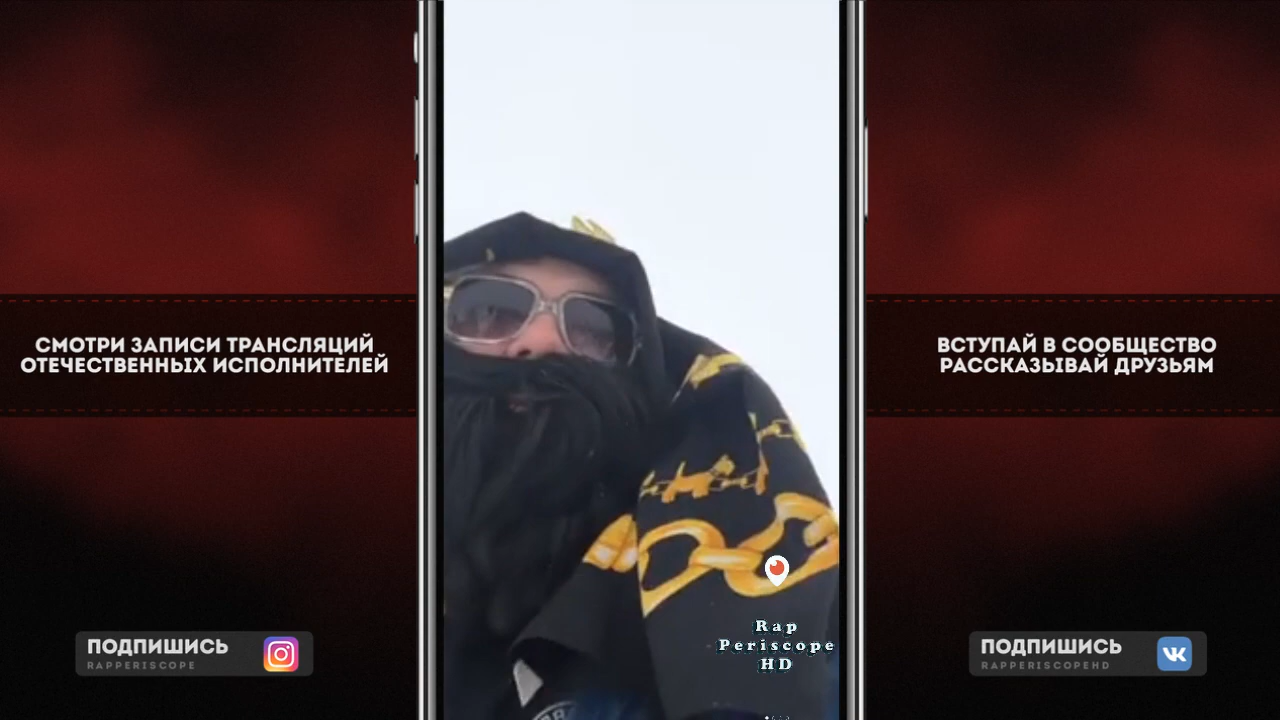 СМОТРИ ЗАПИСИ ТРАНСЛЯЦИЙ
ОТЕЧЕСТВЕННЫХ ИСПОЛНИТЕЛЕЙ
ПОДПИШИСЬ
RAPPERISCOPE
Rap
Periscope
HD
ВСТУПАЙ В СООБЩЕСТВО
РАССКАЗЫВАЙ ДРУЗЬЯМ
ПОДПИШИСЬ
RAPPERISCOPEHD